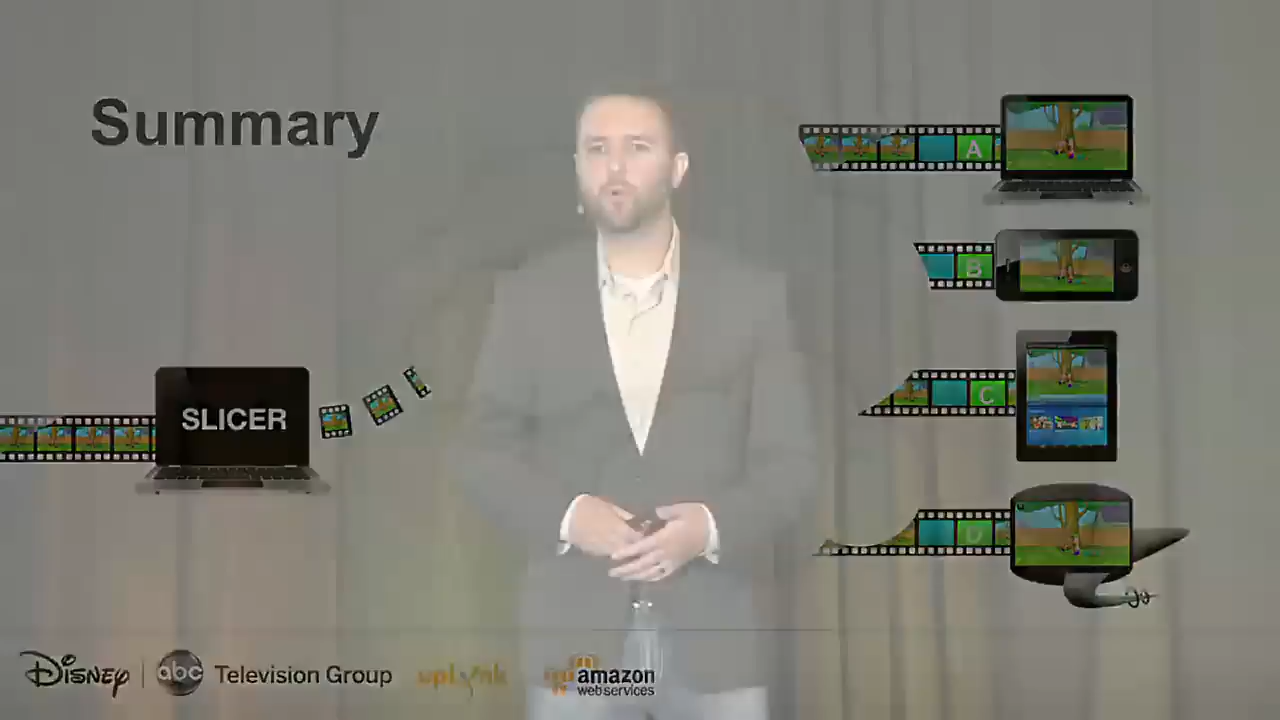 Summary
A
B
SLICER
C
D
Disney
abc Television Group
uplynk
amazon
webservices